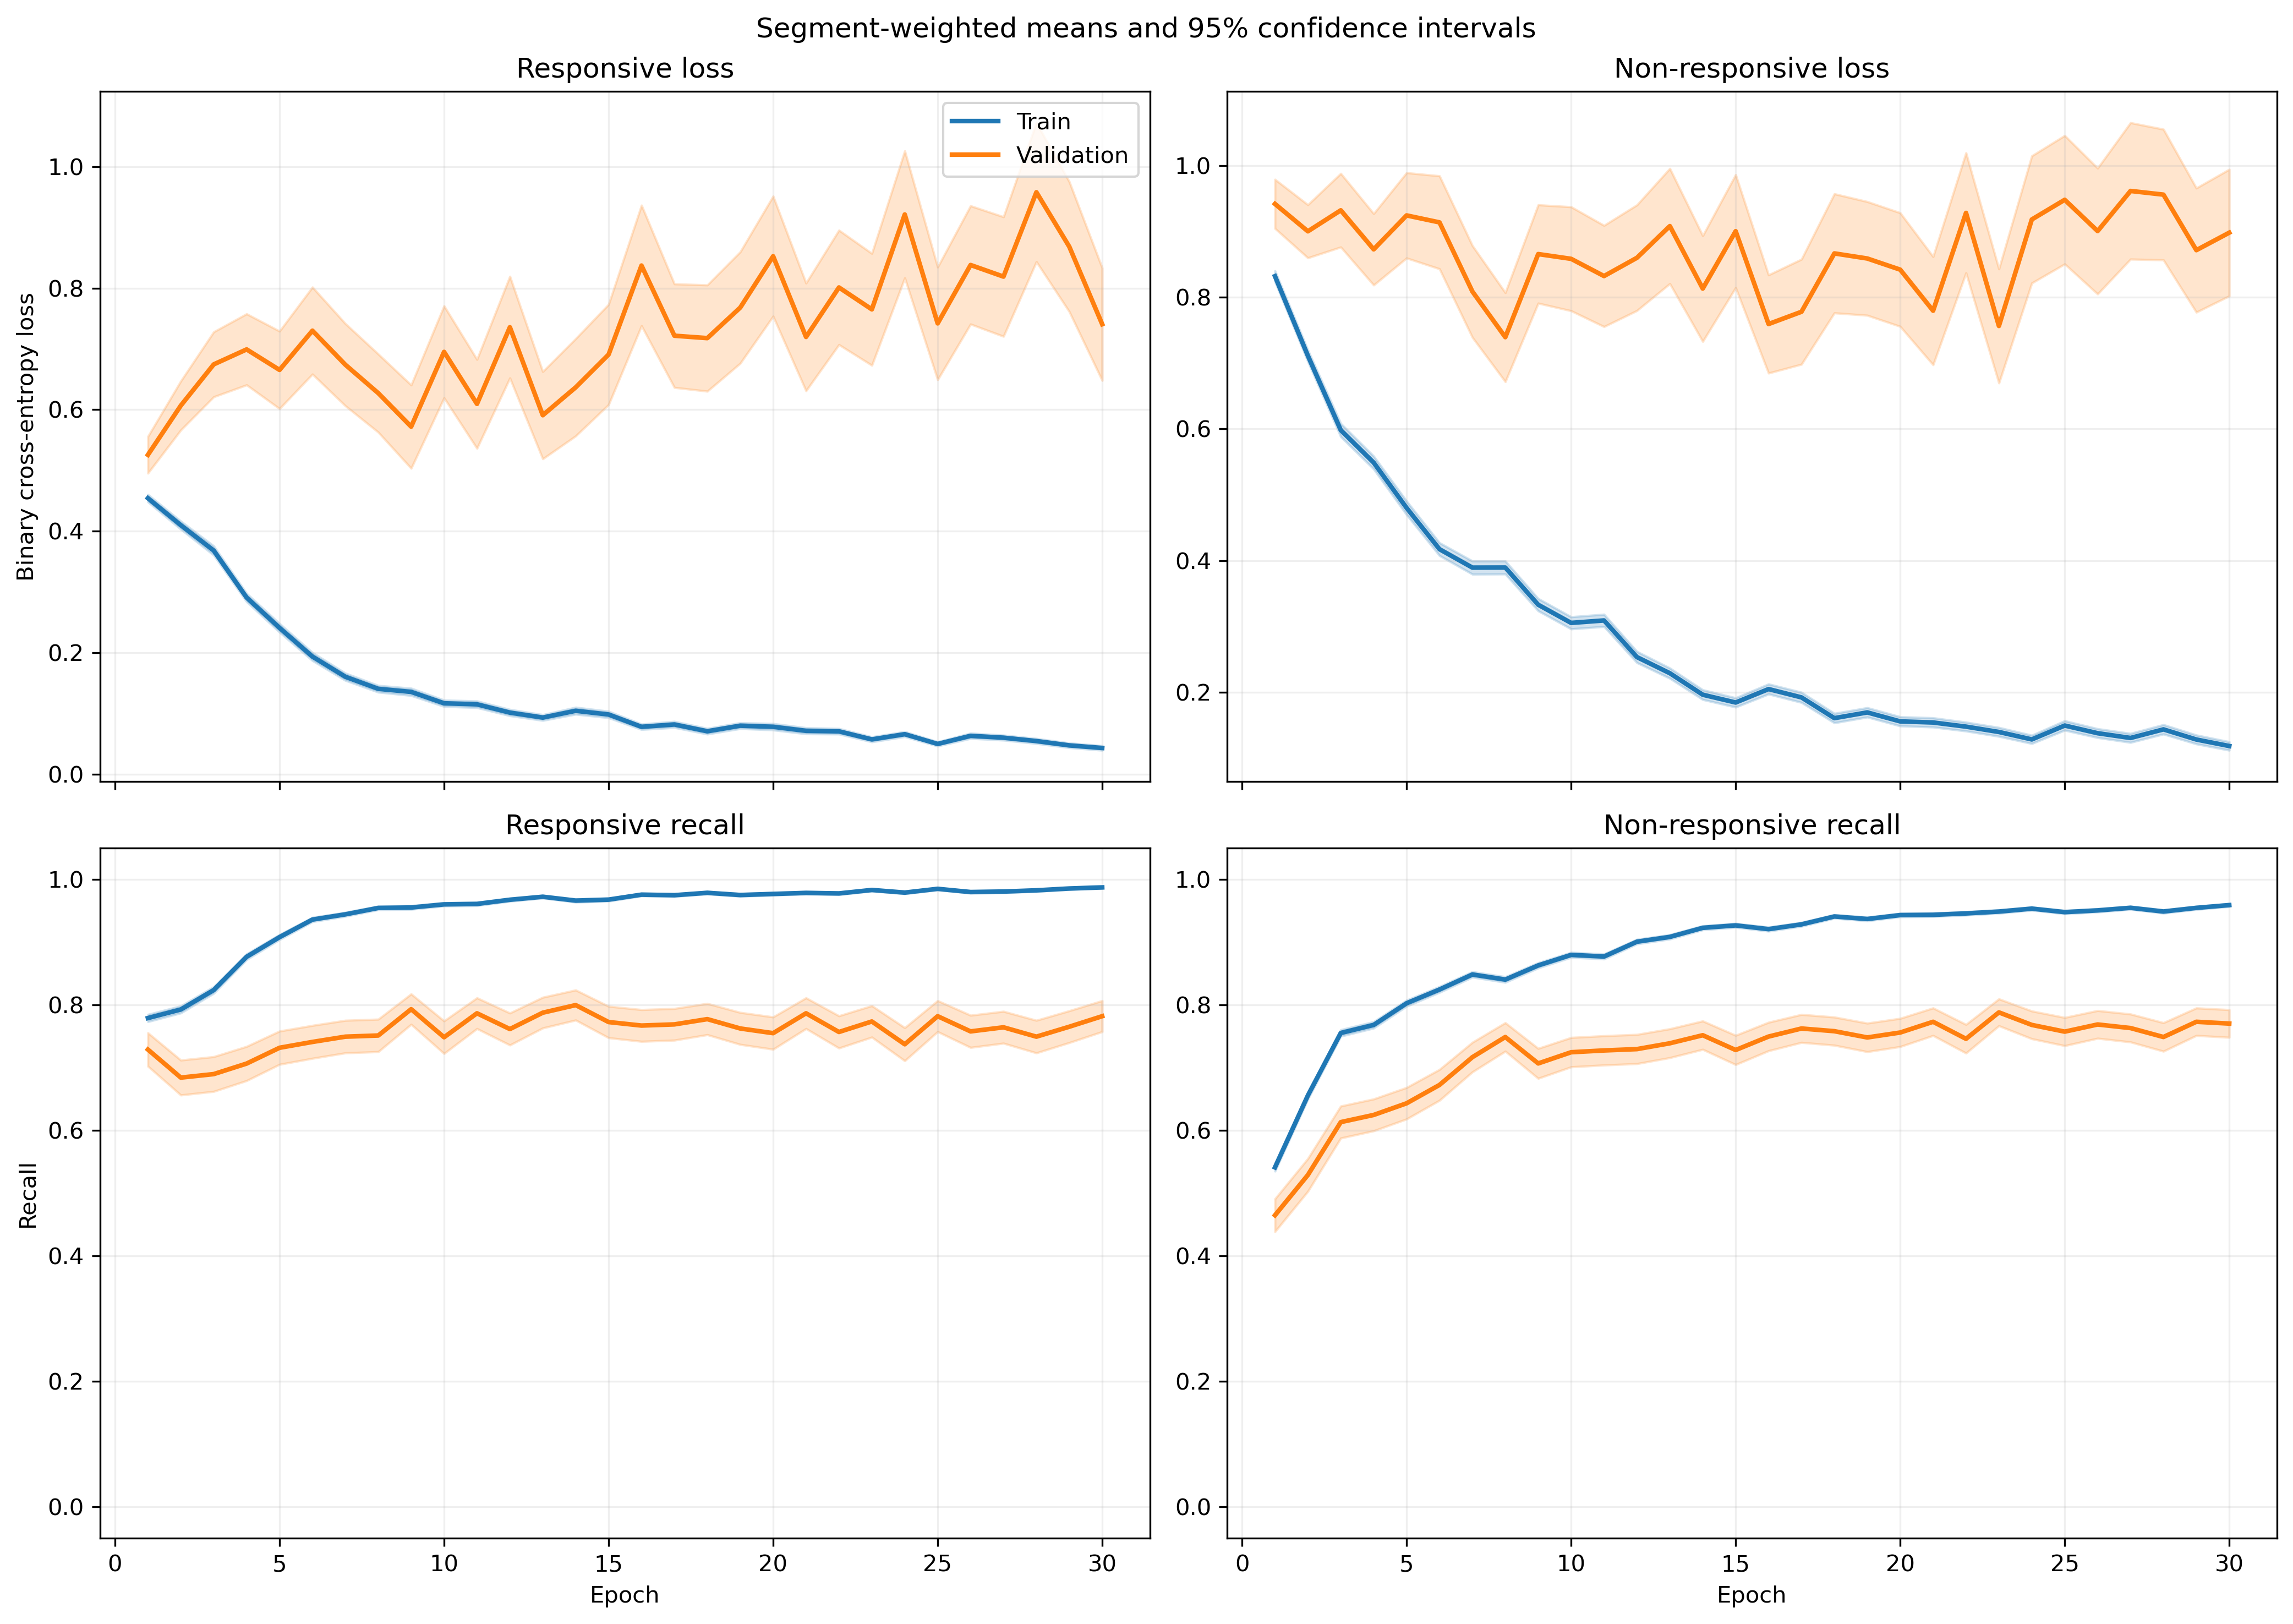 Segment-weighted means and 95% confidence intervals
Responsive loss
Non-responsive loss
Train
Validation
Binary cross-entropy loss
1.0
0.8
0.6
0.4
0.2
0.0
1.0
0.8
0.6
0.4
0.2
Responsive recall
Non-responsive recall
Recall
1.0
0.8
0.6
0.4
0.2
0.0
0 5 10 15 20 25 30
Epoch
1.0
0.8
0.6
0.4
0.2
0.0
0 5 10 15 20 25 30
Epoch